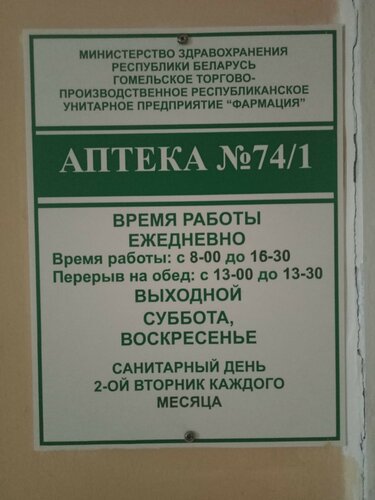 МИНИСТЕРСТВО ЗДРАВОХРАНЕНИЯ
РЕСПУБЛИКИ БЕЛАРУСЬ
ГОМЕЛЬСКОЕ ТОРГОВО-
ПРОИЗВОДСТВЕННОЕ РЕСПУБЛИКАНСКОЕ
УНИТАРНОЕ ПРЕДПРИЯТИЕ "ФАРМАЦИЯ"
АПТЕКА №74/1
ВРЕМЯ РАБОТЫ
ЕЖЕДНЕВНО
Время работы: с 8-00 до 16-30
Перерыв на обед: с 13-00 до 13-30
ВЫХОДНОЙ
СУББОТА,
ВОСКРЕСЕНЬЕ
САНИТАРНЫЙ ДЕНЬ
2-ОЙ ВТОРНИК КАЖДОГО
МЕСЯЦА